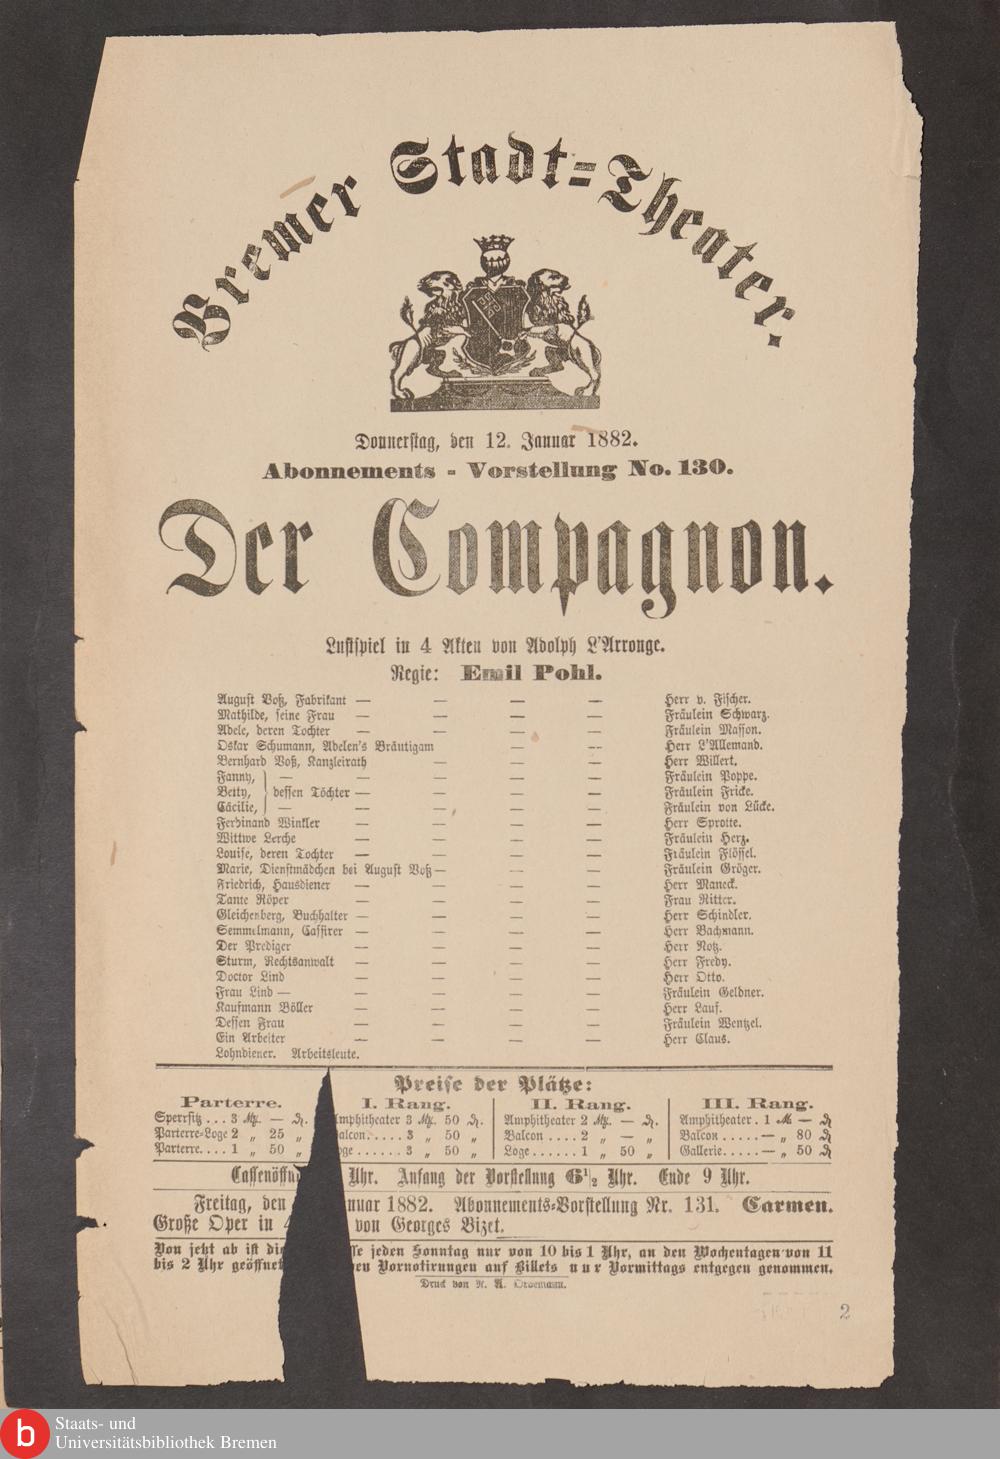 Bremer Stadt-Theater.
Donnerstag, den 12. Januar 1882.
Abonnements - Vorstellung No. 130.
Der Compagnon.
Lustspiel in 4 Akten von Adolph L'Arronge.
Regie: Emil Pohl.
August Voß, Fabrikant — — — — Herr v. Fischer.
Mathilde, seine Frau — — — — Fräulein Schwarz.
Adele, deren Tochter — — — — Fräulein Masson.
Oskar Schumann, Adelen's Bräutigam — — Herr L'Allemand.
Bernhard Voß, Kanzleirath — — — Herr Willert.
Fanny, — — — — — Fräulein Poppe.
Betty, } dessen Töchter — — — — Fräulein Fricke.
Cäcilie, — — — — — Fräulein von Lücke.
Ferdinand Winkler — — — — Herr Sprotte.
Wittwe Lerche — — — — Fräulein Herz.
Louise, deren Tochter — — — — Fräulein Flössel.
Marie, Dienstmädchen bei August Voß — — — Fräulein Gröger.
Friedrich, Hausdiener — — — — Herr Maneck.
Tante Röper — — — — Frau Ritter.
Gleichenberg, Buchhalter — — — — Herr Schindler.
Semmelmann, Cassirer — — — — Herr Bachmann.
Der Prediger — — — — Herr Notz.
Sturm, Rechtsanwalt — — — — Herr Fredy.
Doctor Lind — — — — Herr Otto.
Frau Lind — — — — — Fräulein Geldner.
Kaufmann Böller — — — — Herr Lauf.
Dessen Frau — — — — Fräulein Wentzel.
Ein Arbeiter — — — — Herr Claus.
Lohndiener. Arbeitsleute.
Preise der Plätze:
Parterre.
Sperrsitz . . . 3 Mk. — D.
Parterre-Loge 2 „ 25 „
Parterre. . . . 1 „ 50 „
I. Rang.
Amphitheater 3 Mk. 50 D.
Balcon. . . . . 3 „ 50 „
Loge . . . . . . 3 „ 50 „
II. Rang.
Amphitheater 2 Mk. — D.
Balcon . . . . 2 „ — „
Loge . . . . . . 1 „ 50 „
III. Rang.
Amphitheater . 1 M — D
Balcon . . . . . — „ 80 D
Gallerie. . . . . — „ 50 D
Cassenöffnu Uhr. Anfang der Vorstellung 6½ Uhr. Ende 9 Uhr.
Freitag, den anuar 1882. Abonnements-Vorstellung Nr. 131. Carmen.
Große Oper in 4 von Georges Bizet.
Von jetzt ab ist die sse jeden Sonntag nur von 10 bis 1 Uhr, an den Wochentagen von 11
bis 2 Uhr geöffnet en Vornotirungen auf Billets nur Vormittags entgegen genommen.
Druck von
2
b
Staats- und
Universitätsbibliothek Bremen